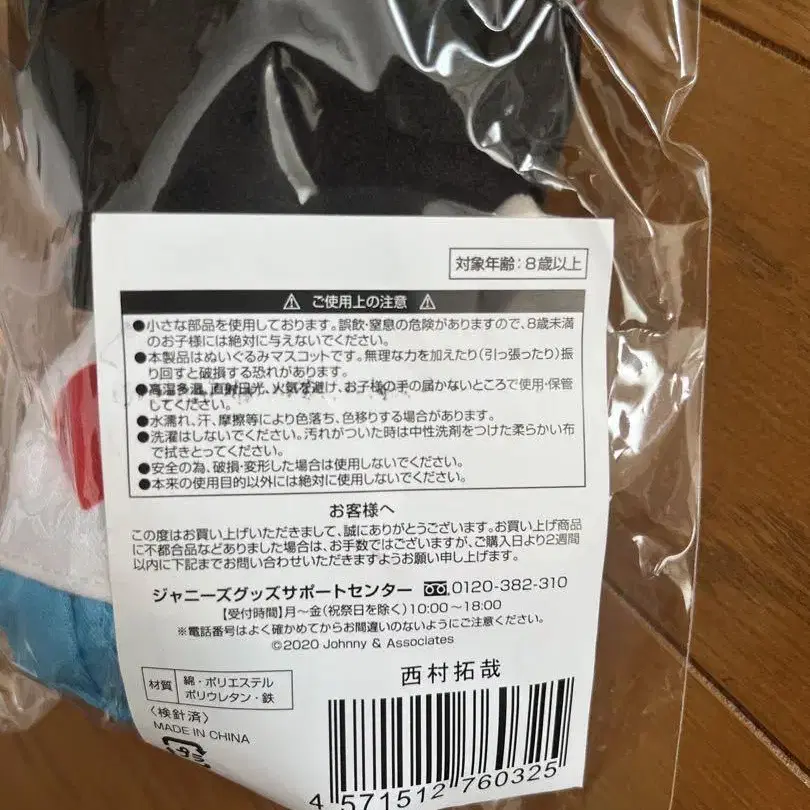 対象年齢:8歳以上
⚠ ご使用上の注意 ⚠
●小さな部品を使用しております。誤飲・窒息の危険がありますので、8歳未満
のお子様には絶対に与えないでください。
●本製品はぬいぐるみマスコットです。無理な力を加えたり(引っ張ったり)振
り回すと破損する恐れがあります。
●高温多湿、直射日光、火気を避け、お子様の手の届かないところで使用・保管
してください。
●水濡れ、汗、摩擦等により色落ち、色移りする場合があります。
●洗濯はしないでください。汚れがついた時は中性洗剤をつけた柔らかい布
で拭きとってください。
●安全の為、破損・変形した場合は使用しないでください。
●本来の使用目的以外には絶対に使用しないでください。
お客様へ
この度はお買い上げいただきまして、誠にありがとうございます。お買い上げ商品
に不都合品などありました場合は、お手数ではございますが、ご購入日より2週間
以内に下記までお問い合わせいただきますようお願い申し上げます。
ジャニーズグッズサポートセンター 0120-382-310
【受付時間】月〜金(祝祭日を除く)10:00〜18:00
※電話番号はよく確かめてからお間違いのないようにご注意ください。
©2020 Johnny & Associates
西村拓哉
材質 綿・ポリエステル
ポリウレタン・鉄
〈検針済〉
MADE IN CHINA
4 571512 760325